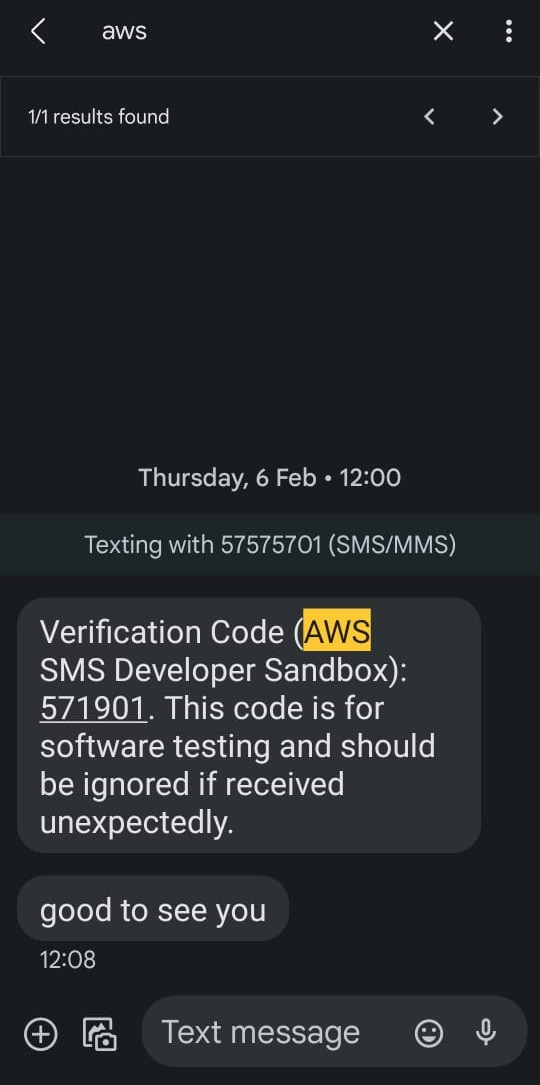 aws
1/1 results found
Thursday, 6 Feb • 12:00
Texting with 57575701 (SMS/MMS)
Verification Code (AWS
SMS Developer Sandbox):
571901. This code is for
software testing and should
be ignored if received
unexpectedly.
good to see you
12:08
Text message